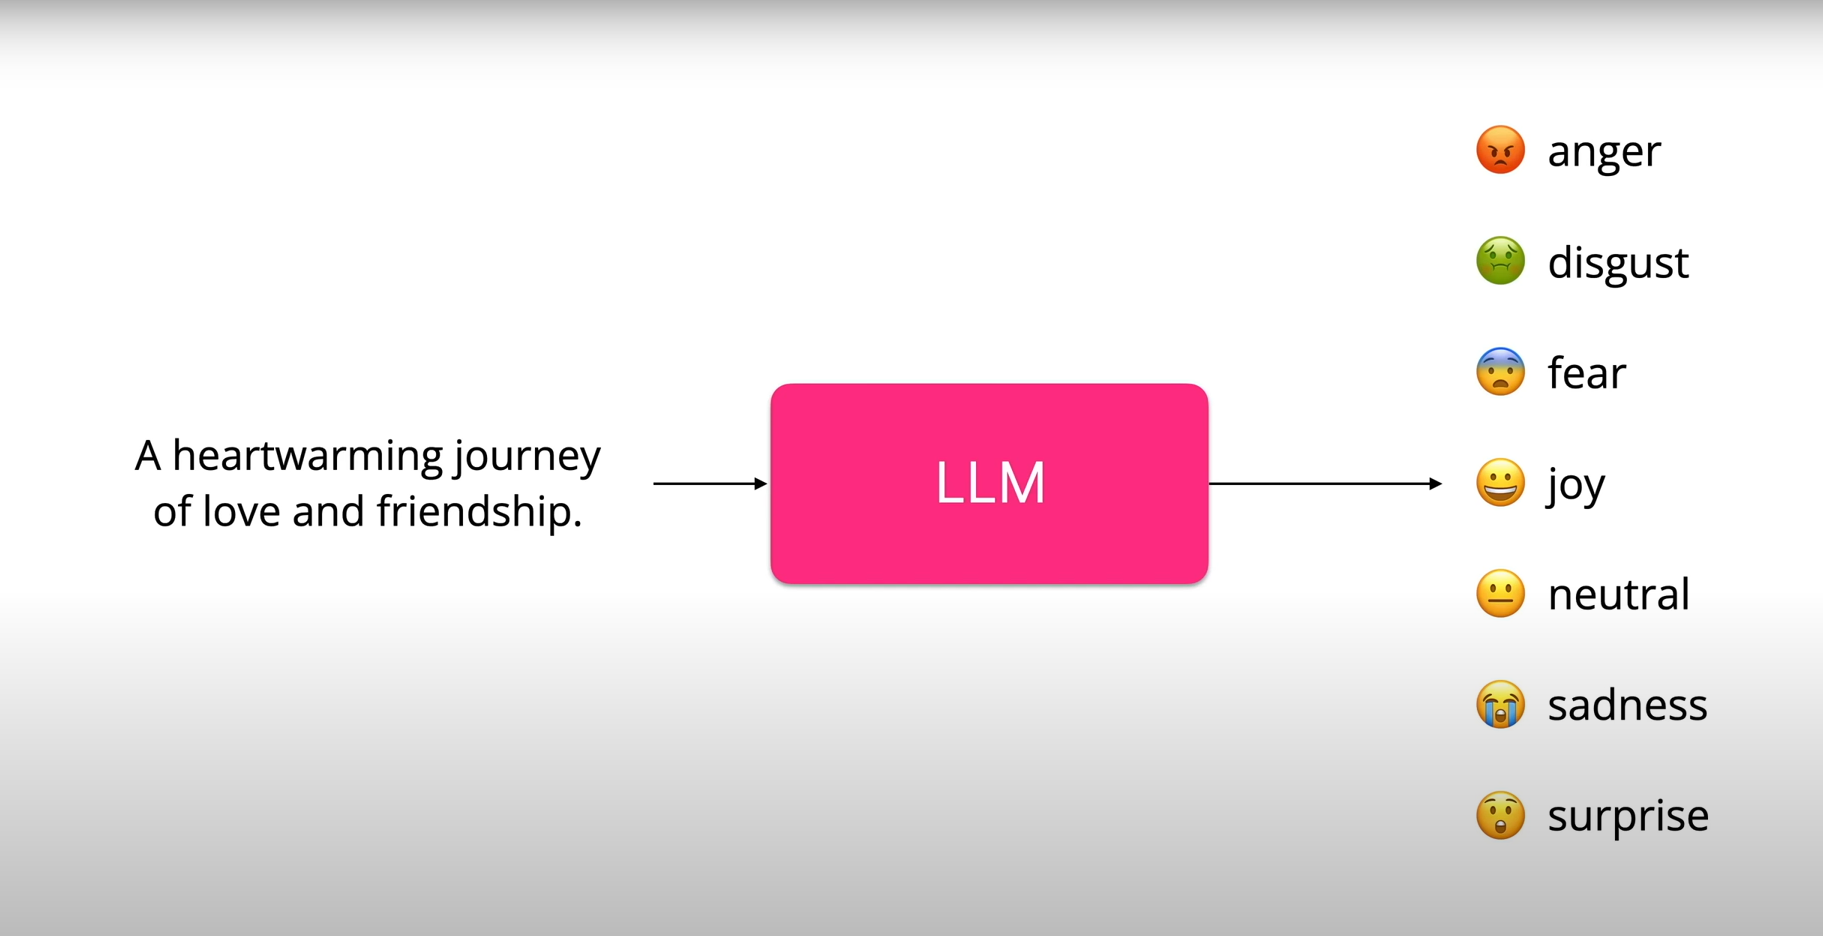 A heartwarming journey
of love and friendship.
LLM
anger
disgust
fear
joy
neutral
sadness
surprise